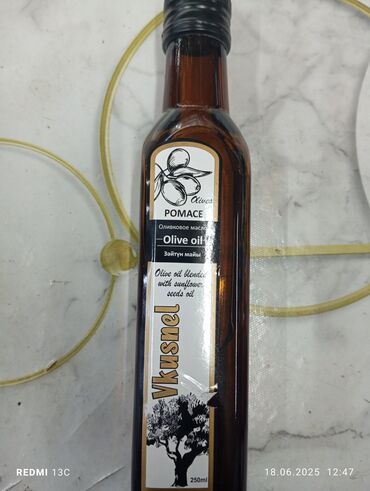 Olives
POMACE
Оливковое масло
Olive oil
Зәйтүн майы
Olive oil blended
with sunflower
seeds oil
Vkusnel
250ml
REDMI 13C
18.06.2025 12:47